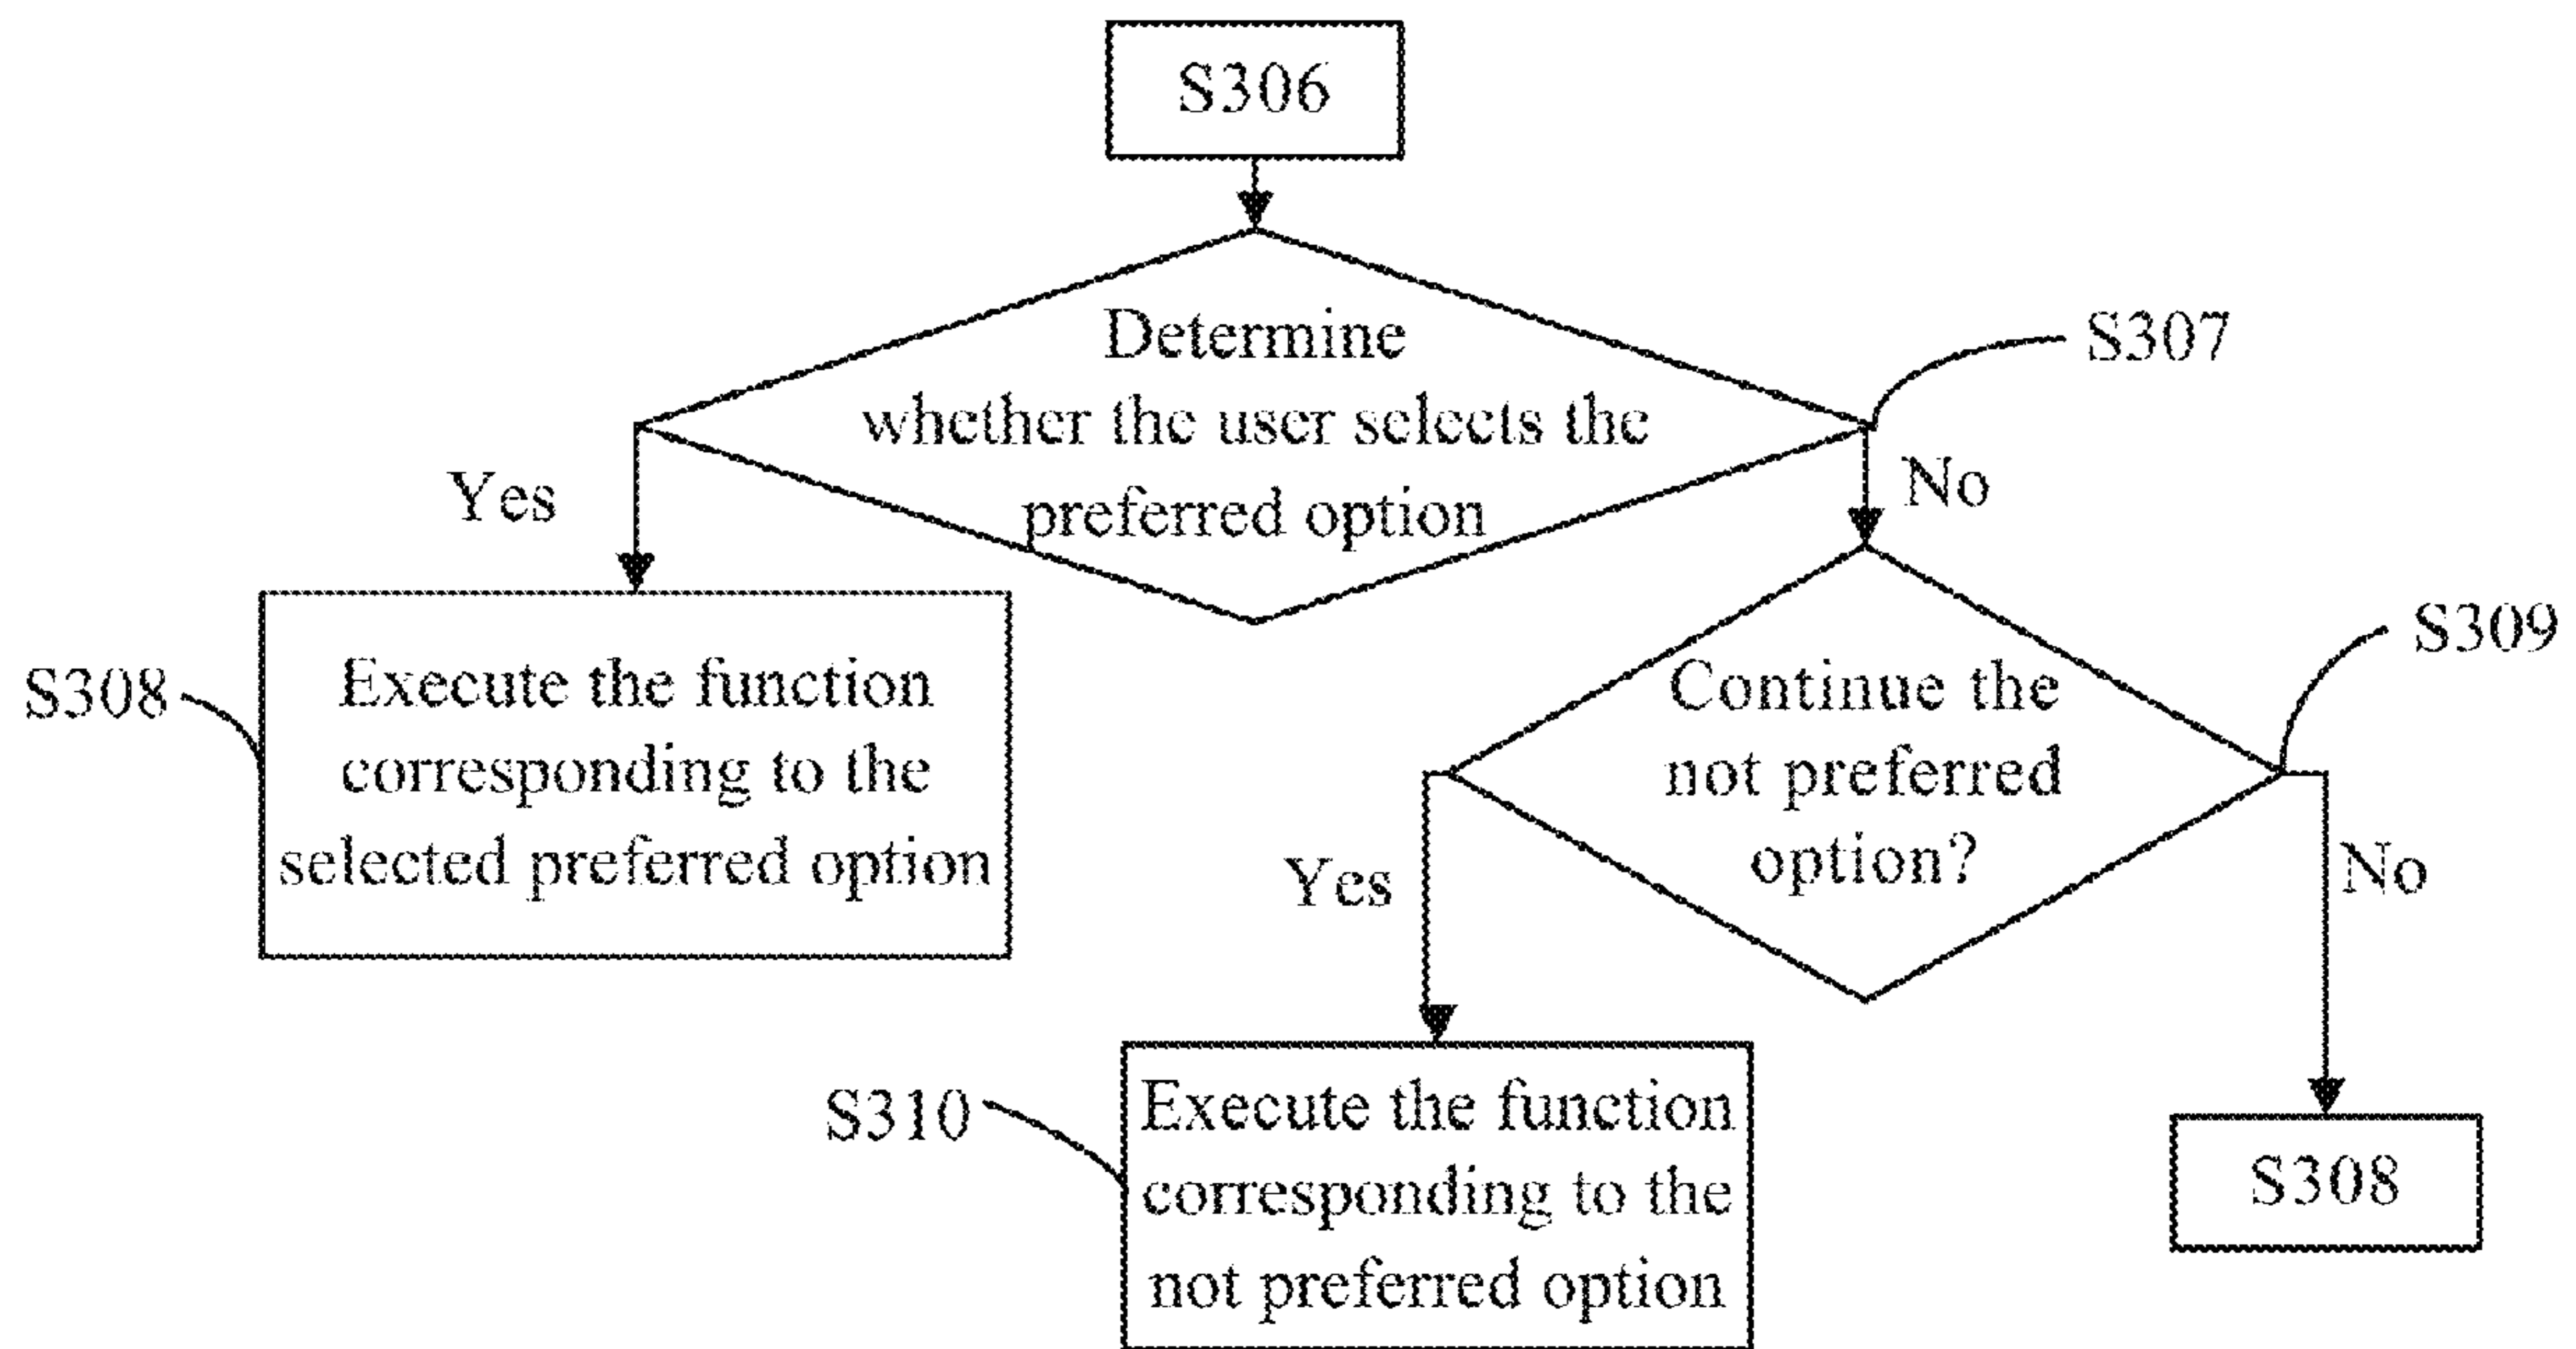 S306
Determine
whether the user selects the
preferred option
S307
Yes
No
S308
Execute the function
corresponding to the
selected preferred option
S309
Continue the
not preferred
option?
Yes
No
S310
Execute the function
corresponding to the
not preferred option
S308